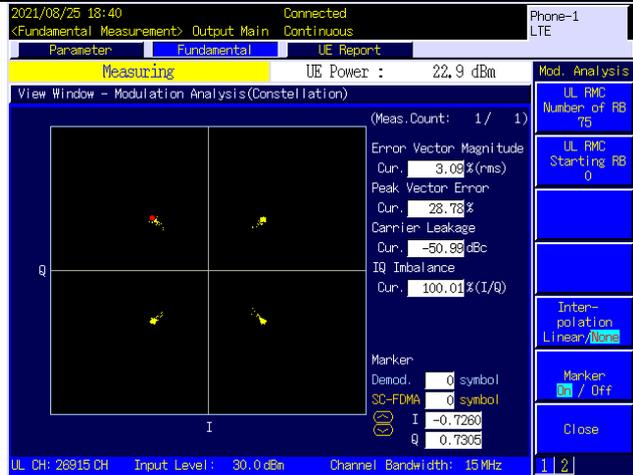 2021/08/25 18:40 Connected Phone-1
<Fundamental Measurement> Output Main Continuous LTE
Parameter Fundamental UE Report
Measuring UE Power : 22.9 dBm Mod. Analysis
View Window - Modulation Analysis(Constellation)
UL RMC
Number of RB
75
(Meas.Count: 1/ 1)
Error Vector Magnitude
Cur. 3.09%(rms)
Peak Vector Error
Cur. 28.78%
Carrier Leakage
Cur. -50.99dBc
IQ Imbalance
Cur. 100.01%(I/Q)
UL RMC
Starting RB
0
Q
I
Inter-
polation
Linear/None
Marker
Demod. 0 symbol
SC-FDMA 0 symbol
I -0.7260
Q 0.7305
Marker
On / Off
Close
UL CH: 26915 CH Input Level: 30.0 dBm Channel Bandwidth: 15 MHz 1 2